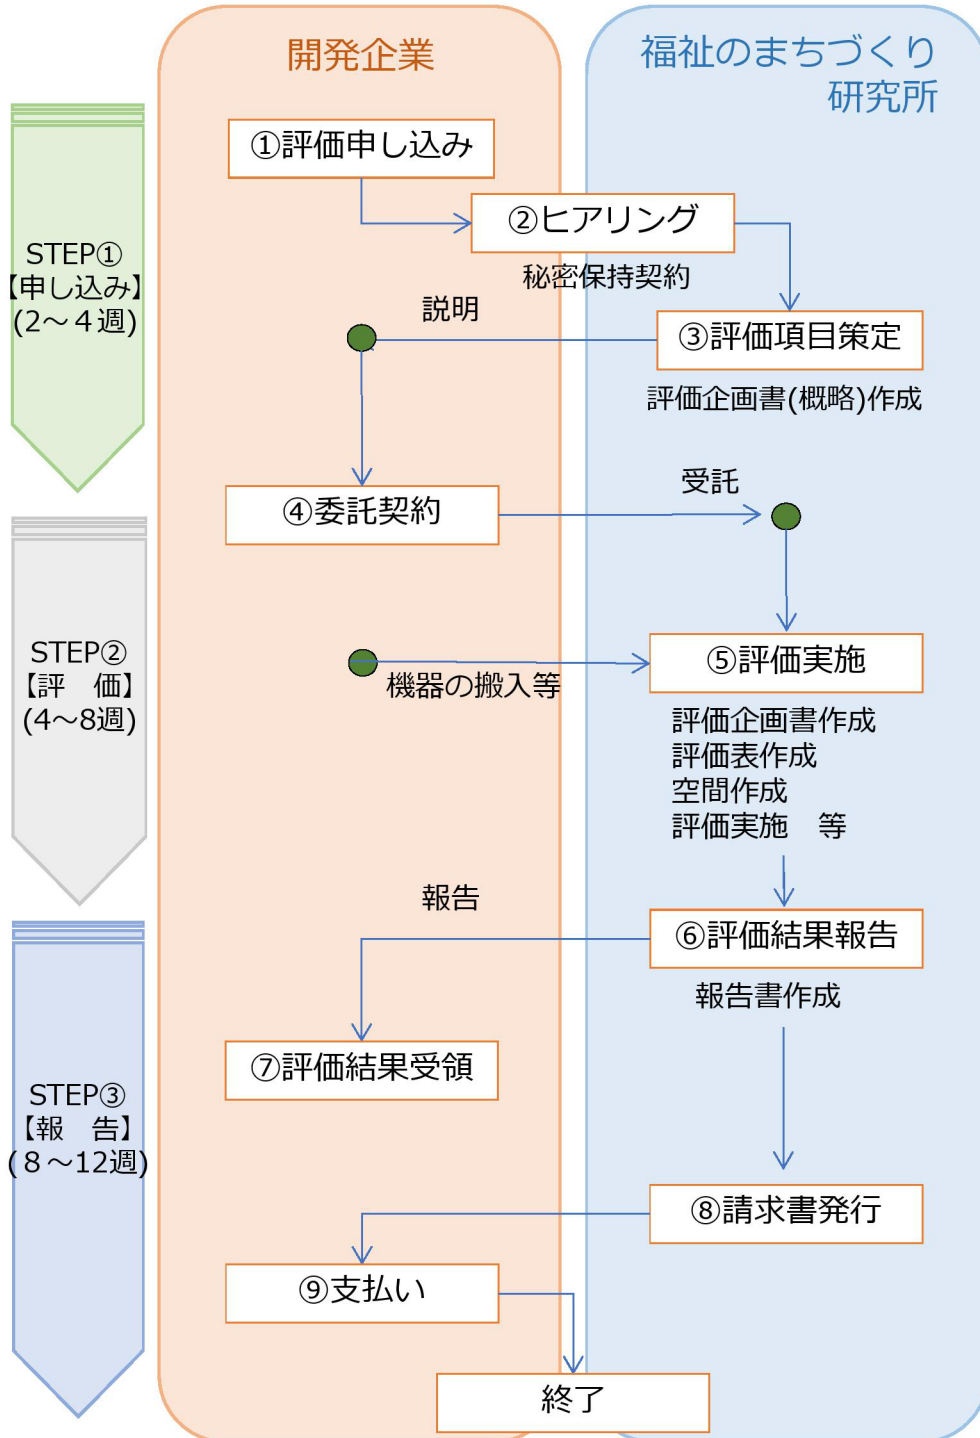 開発企業
福祉のまちづくり
研究所
①評価申し込み
②ヒアリング
秘密保持契約
STEP①
【申し込み】
(2～４週)
説明
③評価項目策定
評価企画書(概略)作成
④委託契約
受託
STEP②
【評　価】
(4～8週)
機器の搬入等
⑤評価実施
評価企画書作成
評価表作成
空間作成
評価実施　等
報告
⑥評価結果報告
報告書作成
⑦評価結果受領
STEP③
【報　告】
(８～12週)
⑧請求書発行
⑨支払い
終了